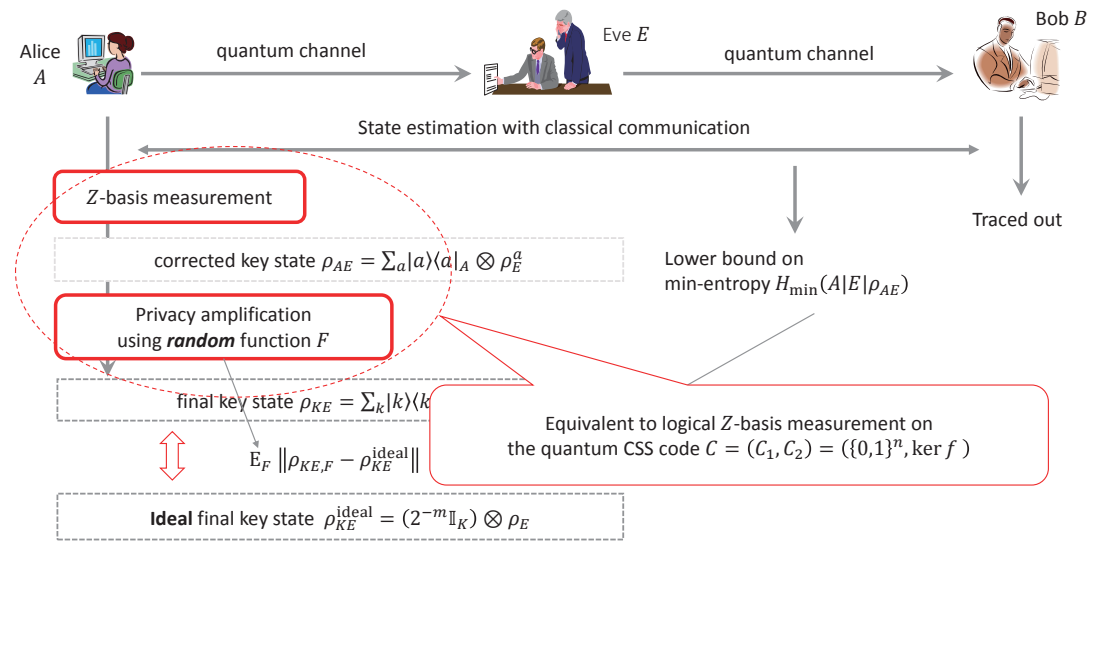 Alice
A
quantum channel
Eve E
quantum channel
Bob B
State estimation with classical communication
Z-basis measurement
Traced out
corrected key state ρ_AE = ∑_a|a⟩⟨a|_A ⊗ ρ_E^a
Lower bound on
min-entropy H_min(A|E|ρ_AE)
Privacy amplification
using random function F
final key state ρ_KE = ∑_k|k⟩⟨k
Equivalent to logical Z-basis measurement on
the quantum CSS code C = (C_1, C_2) = ({0,1}^n, ker f )
E_F ‖ρ_KE,F − ρ_KE^ideal‖
Ideal final key state ρ_KE^ideal = (2^−m 𝕀_K) ⊗ ρ_E